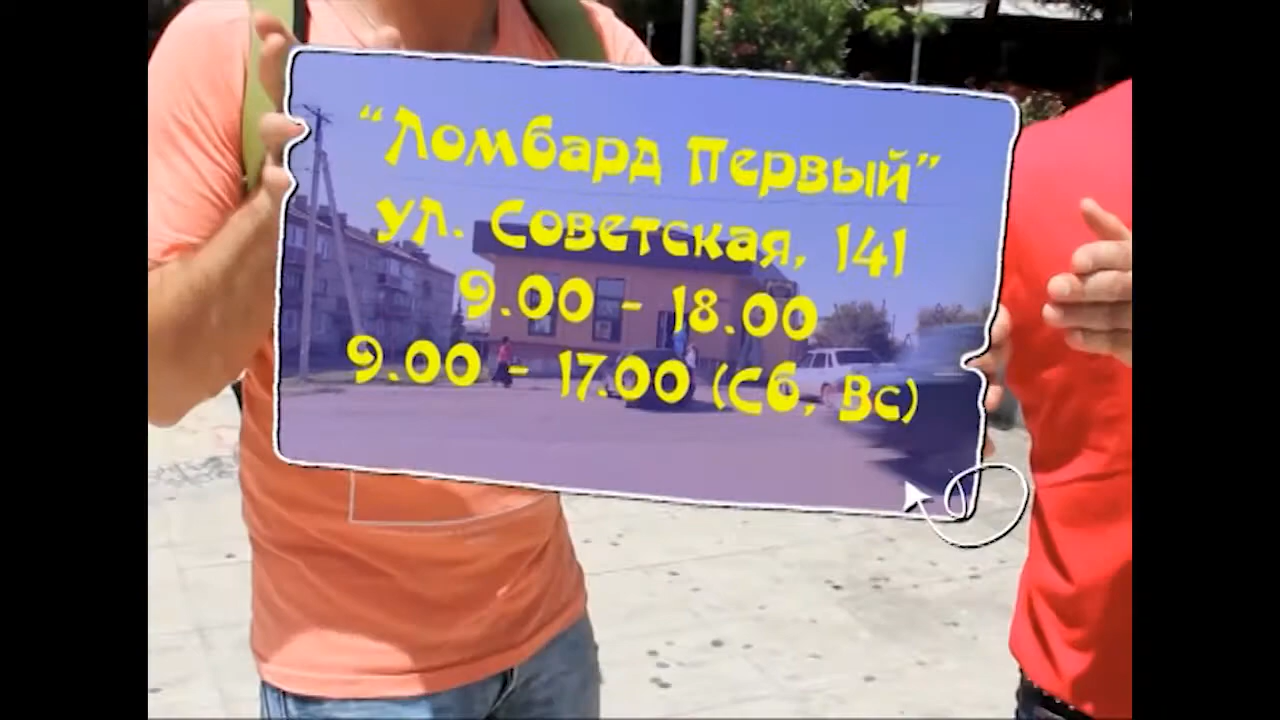 “Ломбард Первый”
ул. Советская, 141
9.00 - 18.00
9.00 - 17.00 (Сб, Вс)